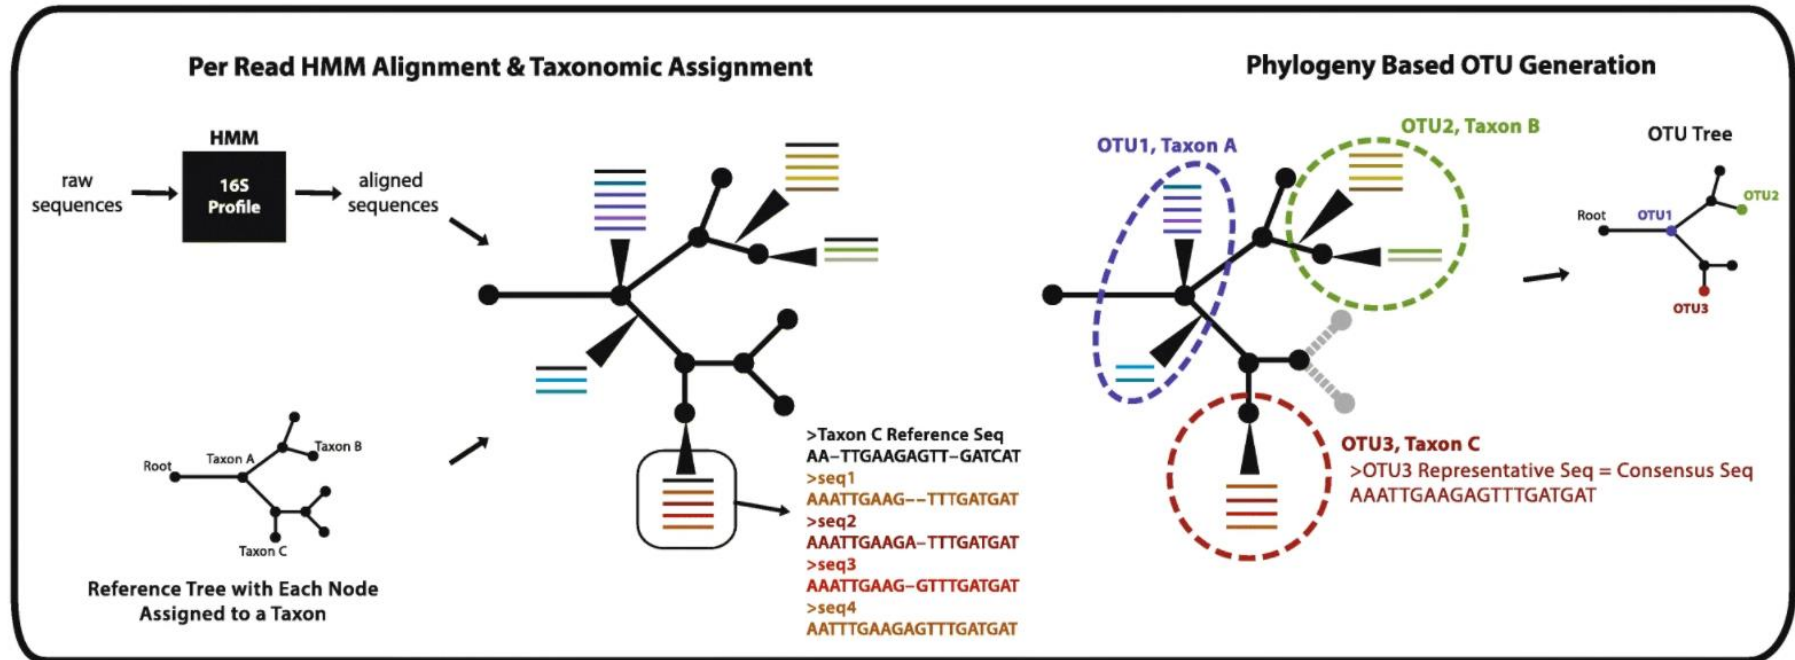 Per Read HMM Alignment & Taxonomic Assignment
HMM
16S
Profile
raw
sequences
aligned
sequences
Root
Taxon A
Taxon B
Taxon C
Reference Tree with Each Node
Assigned to a Taxon
>Taxon C Reference Seq
AA–TTGAAGAGTT–GATCAT
>seq1
AAATTGAAG––TTTGATGAT
>seq2
AAATTGAAGA–TTTGATGAT
>seq3
AAATTGAAG–GTTTGATGAT
>seq4
AATTTGAAGAGTTTGATGAT
Phylogeny Based OTU Generation
OTU1, Taxon A
OTU2, Taxon B
OTU3, Taxon C
>OTU3 Representative Seq = Consensus Seq
AAATTGAAGAGTTTGATGAT
OTU Tree
Root
OTU1
OTU2
OTU3